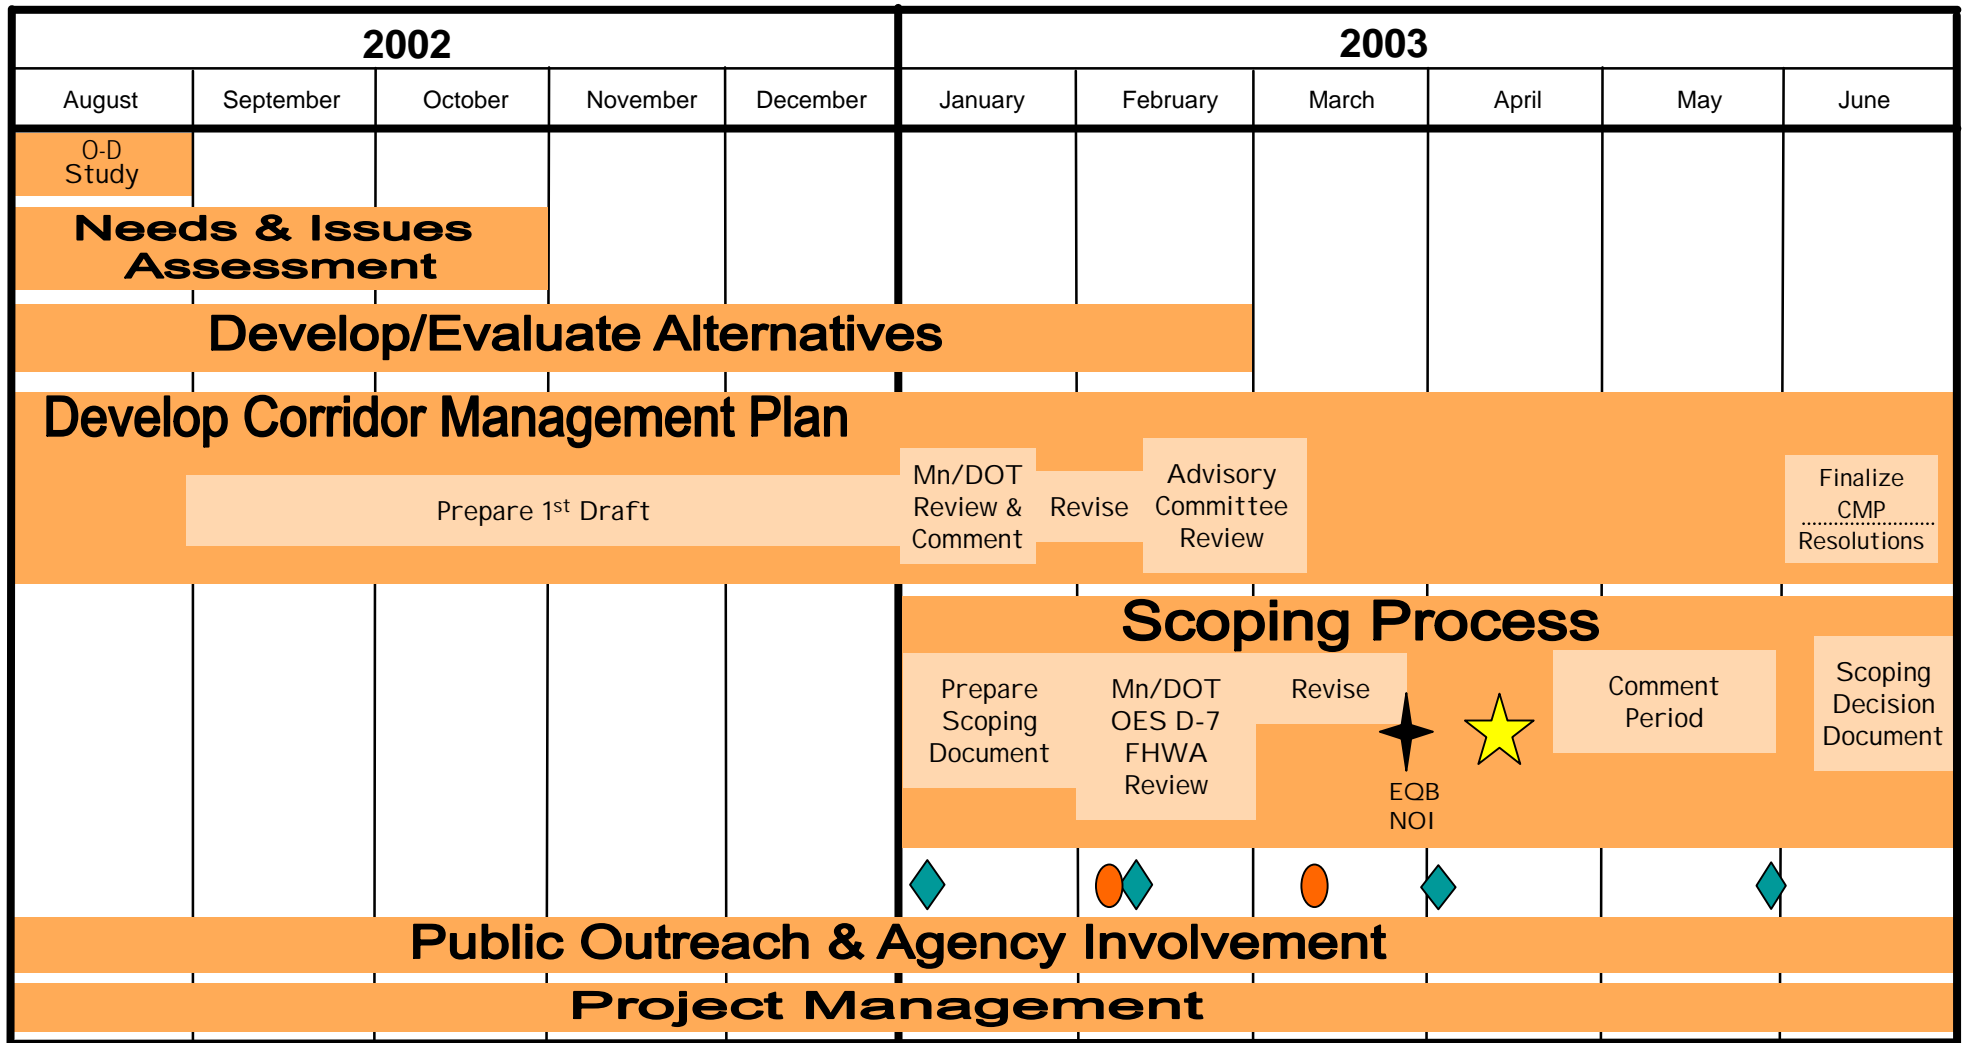 2002
2003
August
September
October
November
December
January
February
March
April
May
June
O-D
Study
Needs & Issues
Assessment
Develop/Evaluate Alternatives
Develop Corridor Management Plan
Prepare 1st Draft
Mn/DOT
Review &
Comment
Revise
Advisory
Committee
Review
Finalize
CMP
Resolutions
Scoping Process
Prepare
Scoping
Document
Mn/DOT
OES D-7
FHWA
Review
Revise
EQB
NOI
Comment
Period
Scoping
Decision
Document
Public Outreach & Agency Involvement
Project Management